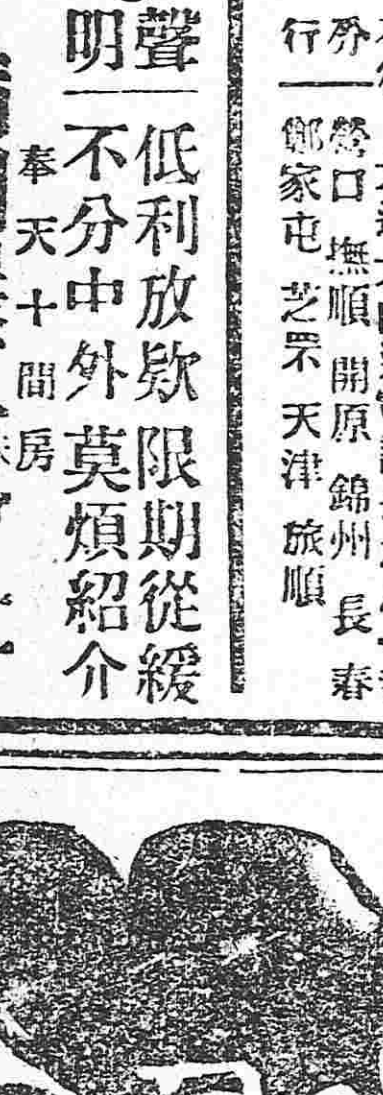 界 營口 撫順 開原 錦州 長春
行 鄭家屯 芝罘 天津 旅順
聲 低利放欵 限期從緩
明 不分中外 莫煩紹介
奉天十間房